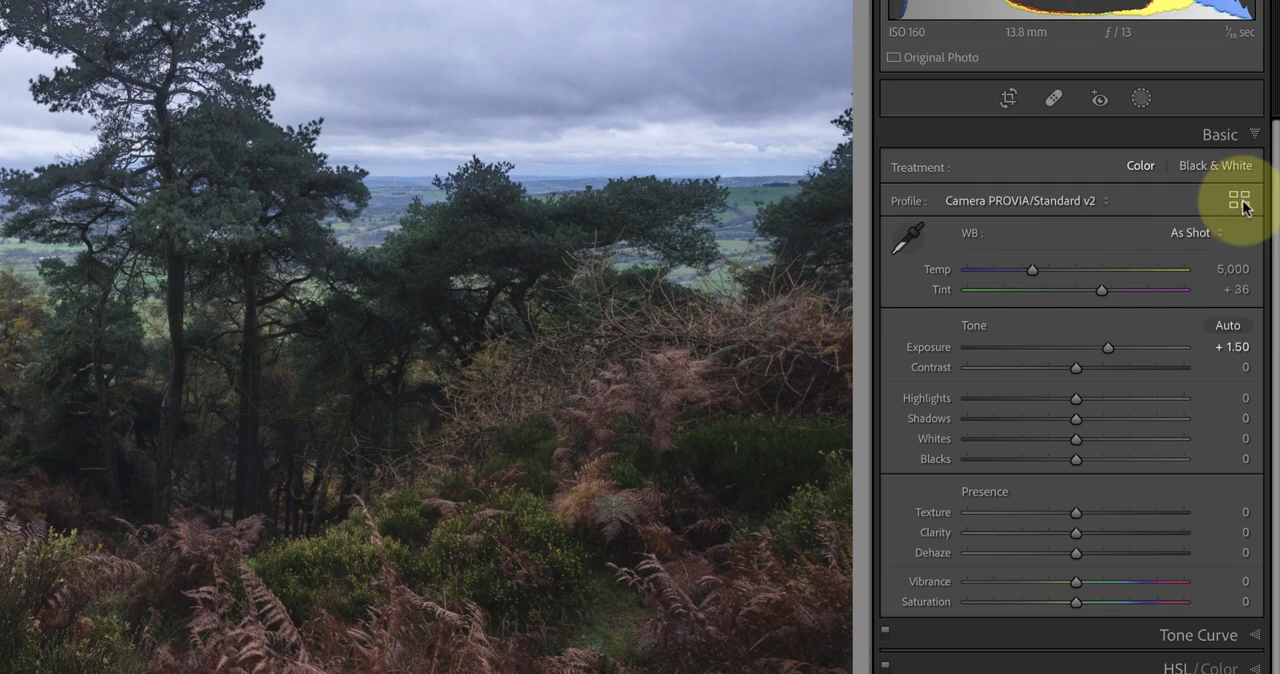 ISO 160 13.8 mm ƒ / 13 1/18 sec
Original Photo
Basic
Treatment : Color | Black & White
Profile : Camera PROVIA/Standard v2
WB : As Shot
Temp 5,000
Tint + 36
Tone Auto
Exposure + 1.50
Contrast 0
Highlights 0
Shadows 0
Whites 0
Blacks 0
Presence
Texture 0
Clarity 0
Dehaze 0
Vibrance 0
Saturation 0
Tone Curve
HSL / Color